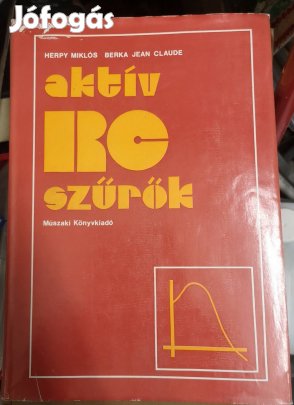 Jófogás
HERPY MIKLÓS BERKA JEAN CLAUDE
aktív
RC
szűrők
Műszaki Könyvkiadó